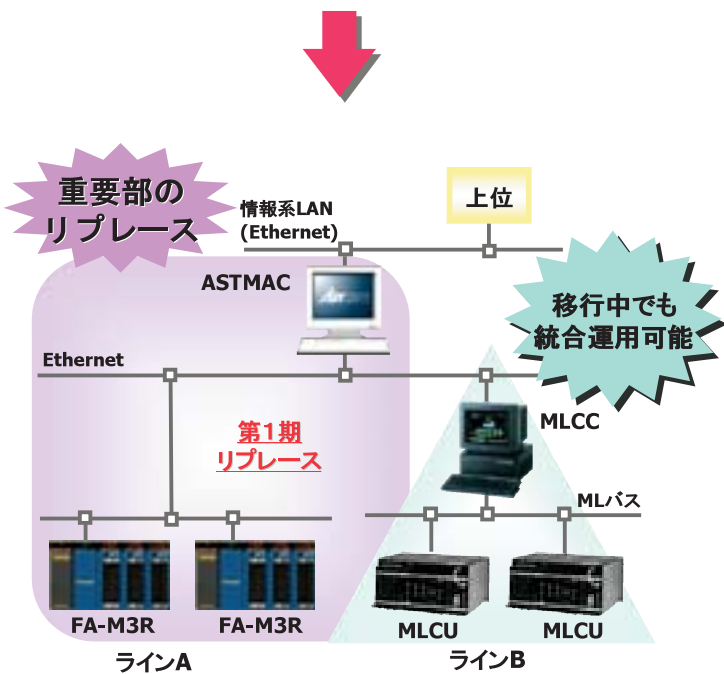 重要部の
リプレース
上位
情報系LAN
(Ethernet)
ASTMAC
移行中でも
統合運用可能
Ethernet
MLCC
第1期
リプレース
MLバス
FA-M3R
FA-M3R
MLCU
MLCU
ラインA
ラインB